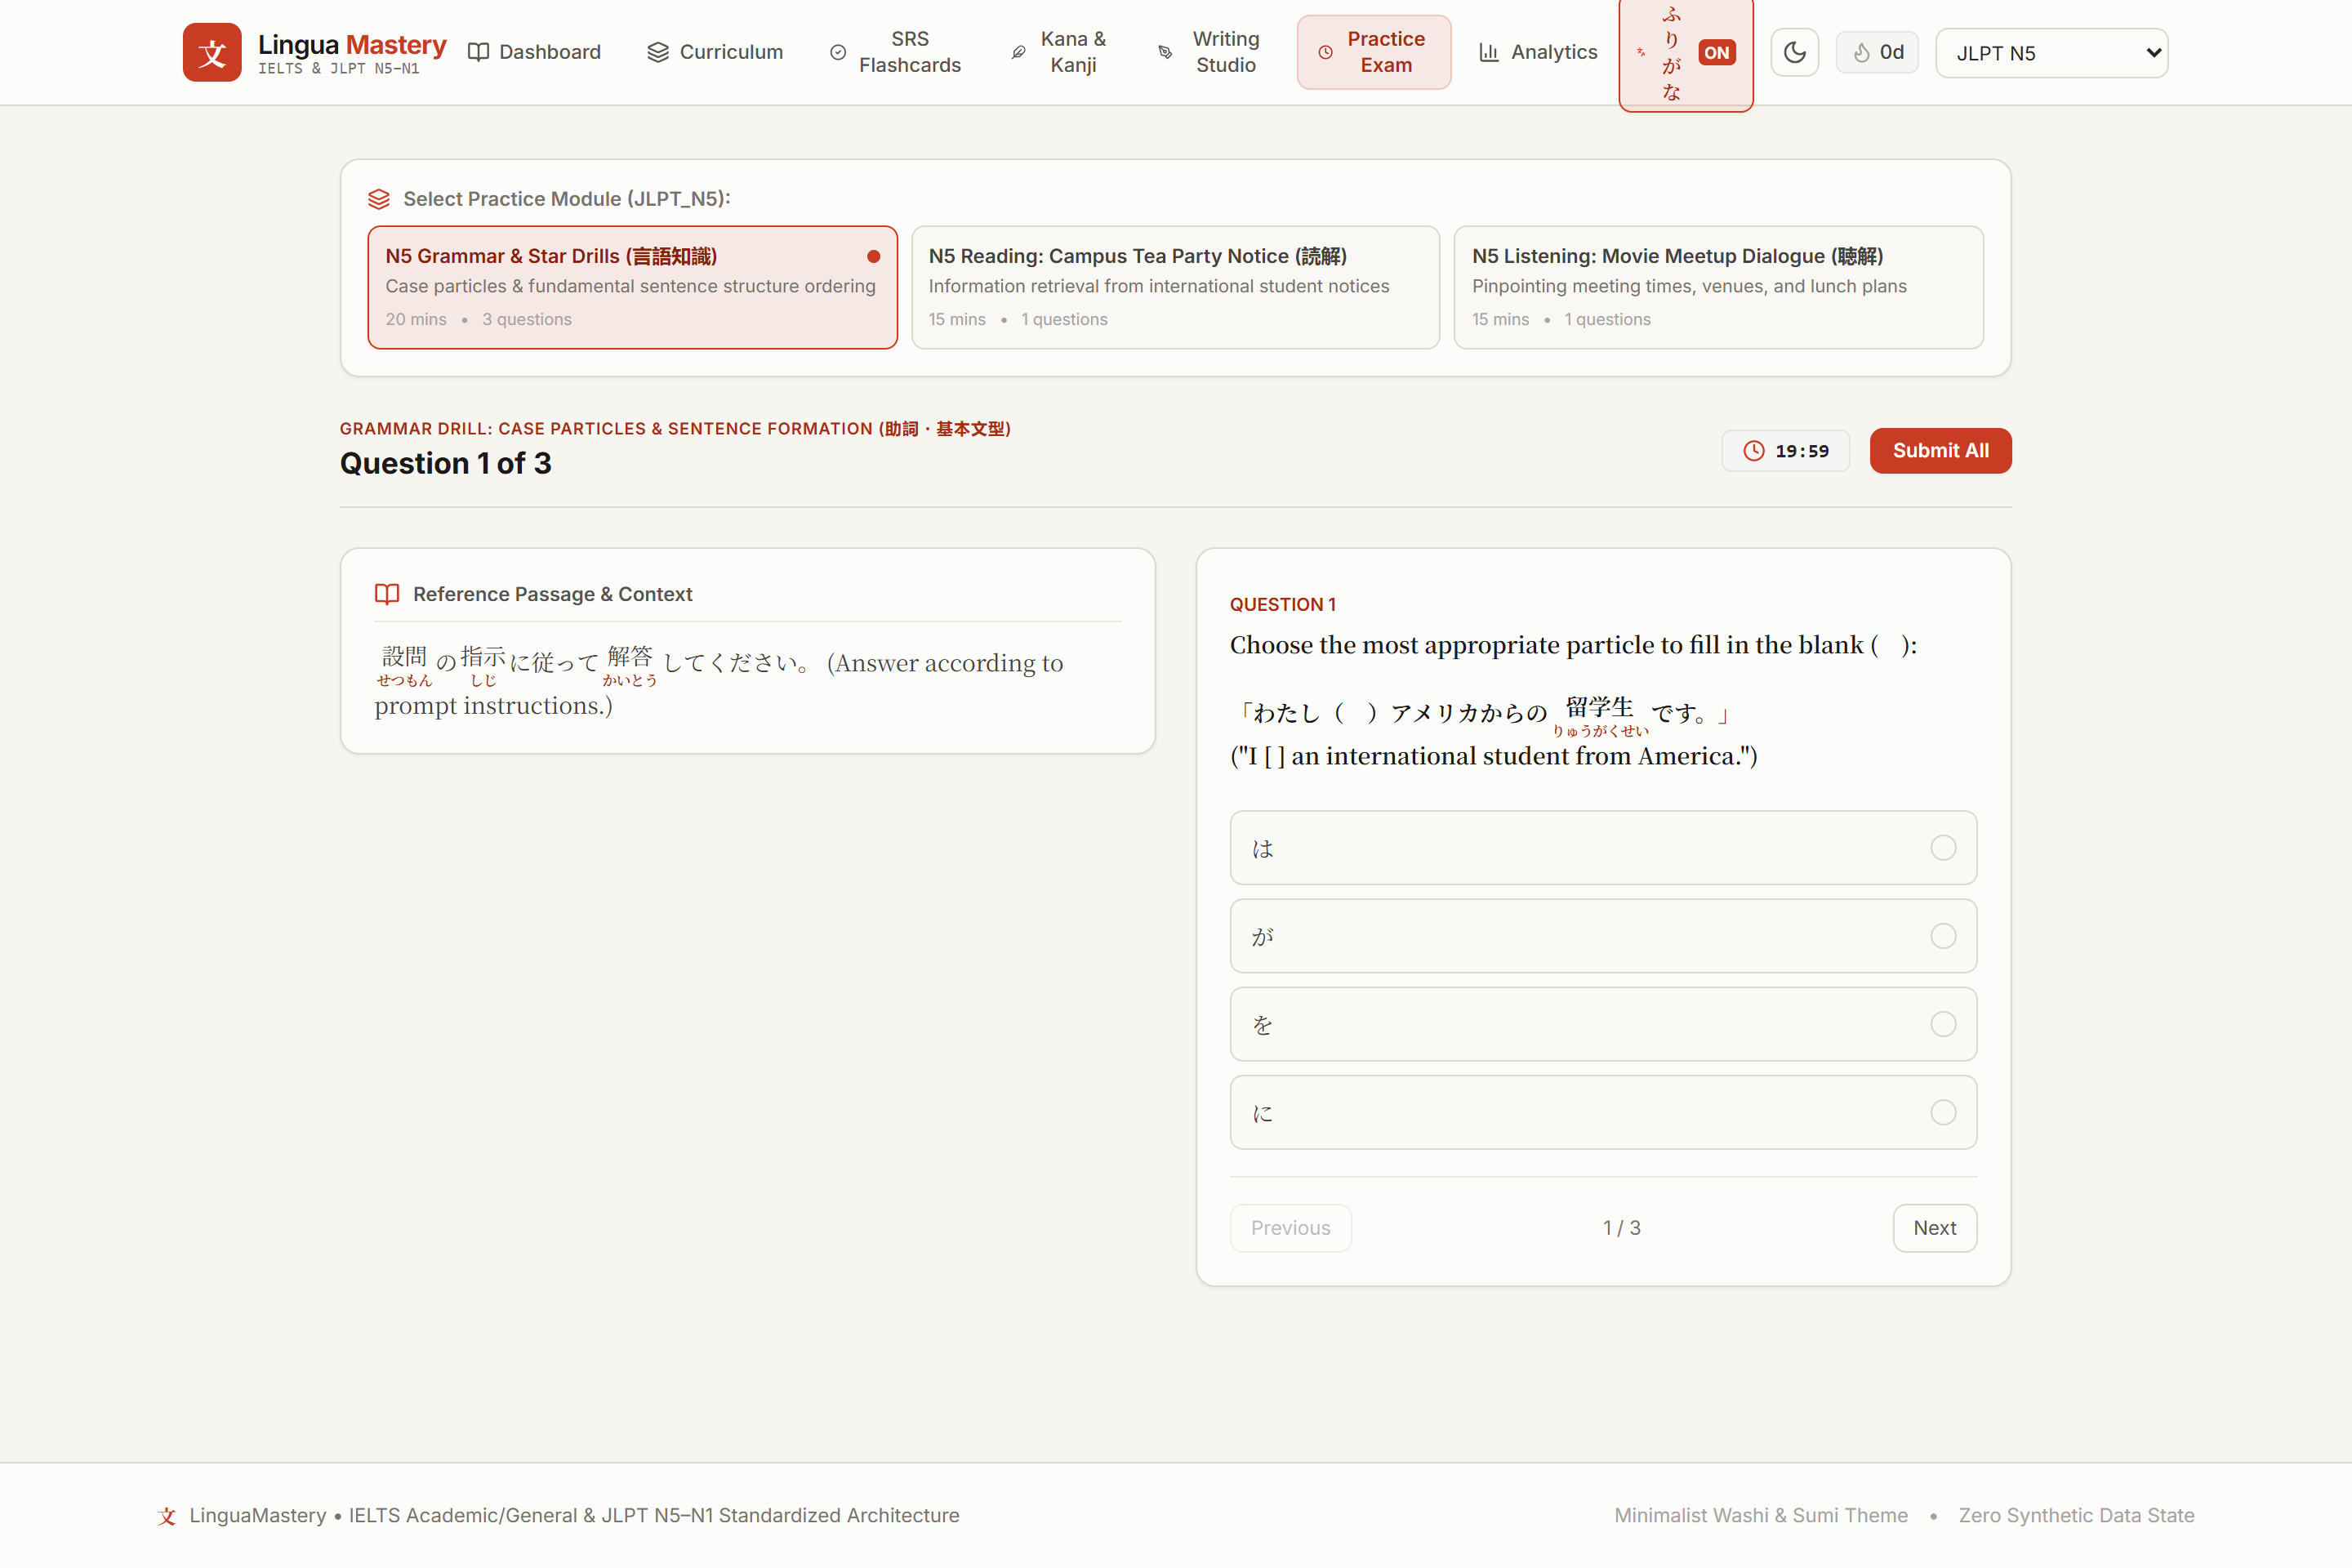 文
Lingua Mastery
IELTS & JLPT N5–N1
Dashboard
Curriculum
SRS
Flashcards
Kana &
Kanji
Writing
Studio
Practice
Exam
Analytics
ふりがな
ON
0d
JLPT N5
Select Practice Module (JLPT_N5):
N5 Grammar & Star Drills (言語知識)
Case particles & fundamental sentence structure ordering
20 mins • 3 questions
N5 Reading: Campus Tea Party Notice (読解)
Information retrieval from international student notices
15 mins • 1 questions
N5 Listening: Movie Meetup Dialogue (聴解)
Pinpointing meeting times, venues, and lunch plans
15 mins • 1 questions
GRAMMAR DRILL: CASE PARTICLES & SENTENCE FORMATION (助詞・基本文型)
Question 1 of 3
19:59
Submit All
Reference Passage & Context
設問の指示に従って解答してください。 (Answer according to
せつもん しじ かいとう
prompt instructions.)
QUESTION 1
Choose the most appropriate particle to fill in the blank (　):
「わたし（　）アメリカからの留学生です。」
りゅうがくせい
("I [ ] an international student from America.")
は
が
を
に
Previous
1 / 3
Next
文 LinguaMastery • IELTS Academic/General & JLPT N5–N1 Standardized Architecture
Minimalist Washi & Sumi Theme • Zero Synthetic Data State